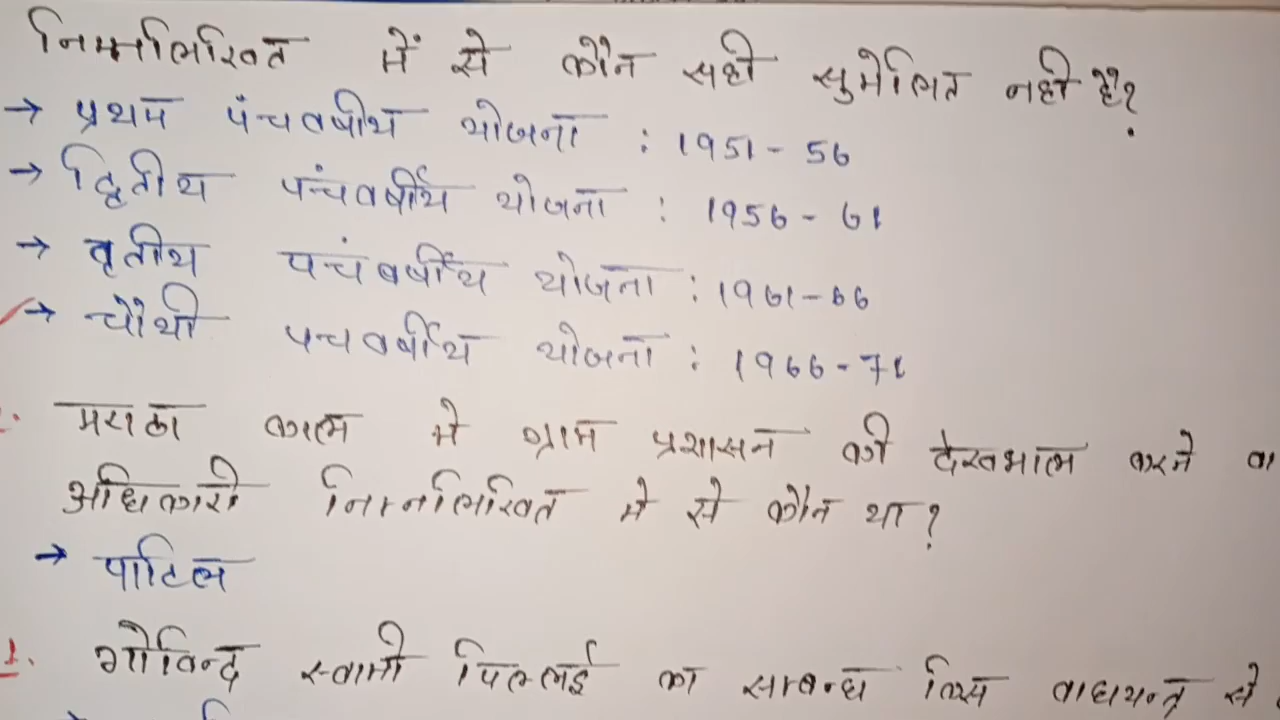 निम्नलिखित में से कौन सही सुमेलित नही है?
→ प्रथम पंचवर्षीय योजना : 1951 - 56
→ द्वितीय पंचवर्षीय योजना : 1956 - 61
→ तृतीय पंचवर्षीय योजना : 1961-66
→ चौथी पंचवर्षीय योजना : 1966-71
मराठा काल मे ग्राम प्रशासन की देखभाल करने वा
अधिकारी निम्नलिखित मे से कौन था?
→ पाटिल
1. गोविन्द स्वामी पिल्लई का सम्बन्ध किस वाद्ययन्त्र से